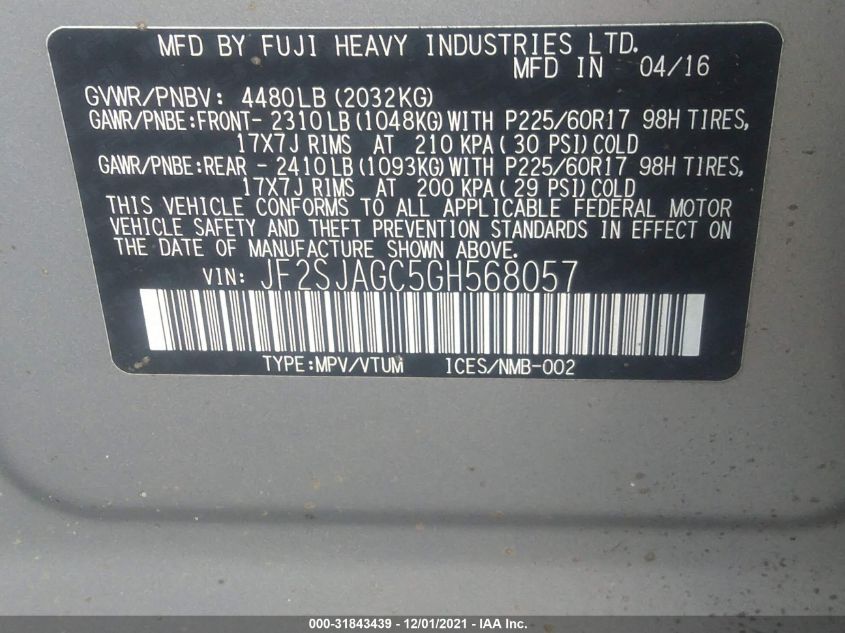 MFD BY FUJI HEAVY INDUSTRIES LTD.
MFD IN 04/16
GVWR/PNBV: 4480LB (2032KG)
GAWR/PNBE:FRONT- 2310LB (1048KG) WITH P225/60R17 98H TIRES,
17X7J RIMS AT 210 KPA ( 30 PSI) COLD
GAWR/PNBE:REAR - 2410LB (1093KG) WITH P225/60R17 98H TIRES,
17X7J RIMS AT 200 KPA ( 29 PSI) COLD
THIS VEHICLE CONFORMS TO ALL APPLICABLE FEDERAL MOTOR
VEHICLE SAFETY AND THEFT PREVENTION STANDARDS IN EFFECT ON
THE DATE OF MANUFACTURE SHOWN ABOVE.
VIN: JF2SJAGC5GH568057
TYPE:MPV/VTUM ICES/NMB-002
000-31843439 - 12/01/2021 - IAA Inc.